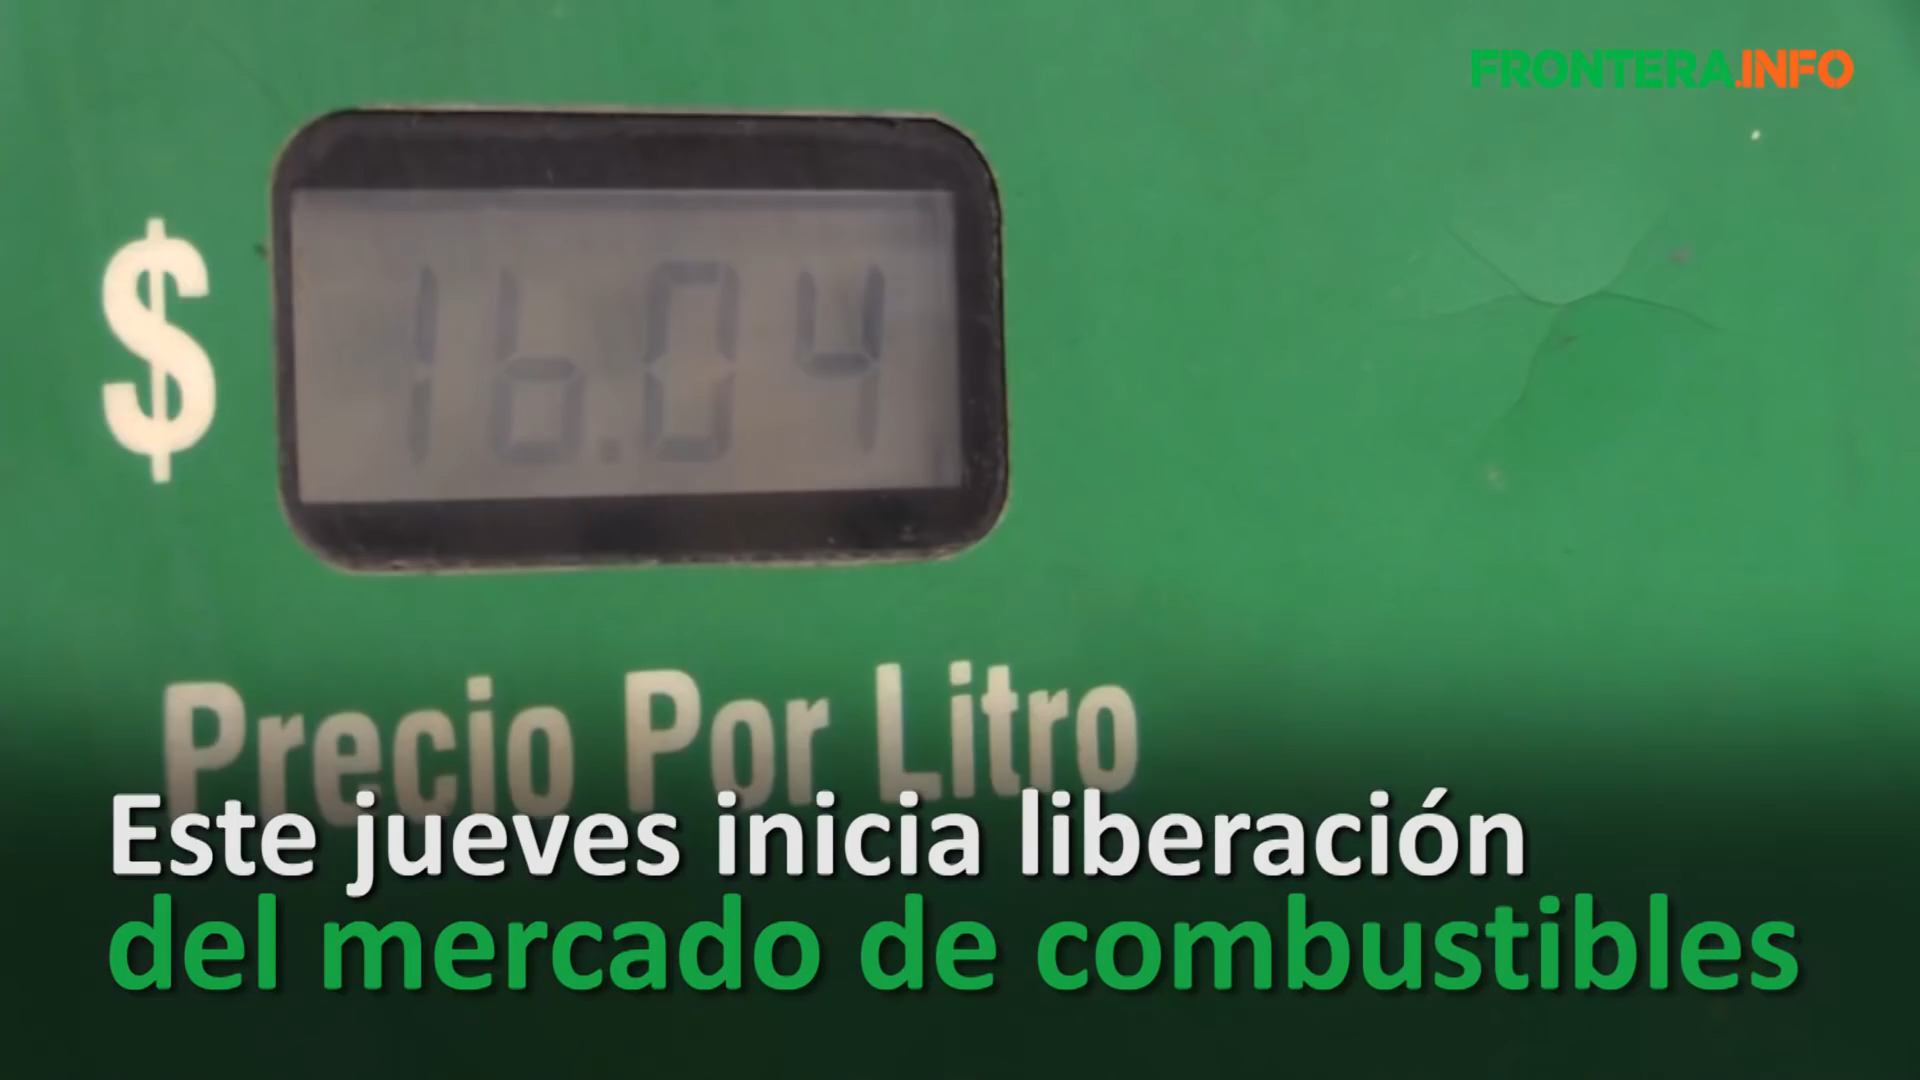 FRONTERA.INFO
$ 16.04
Precio Por Litro
Este jueves inicia liberación
del mercado de combustibles